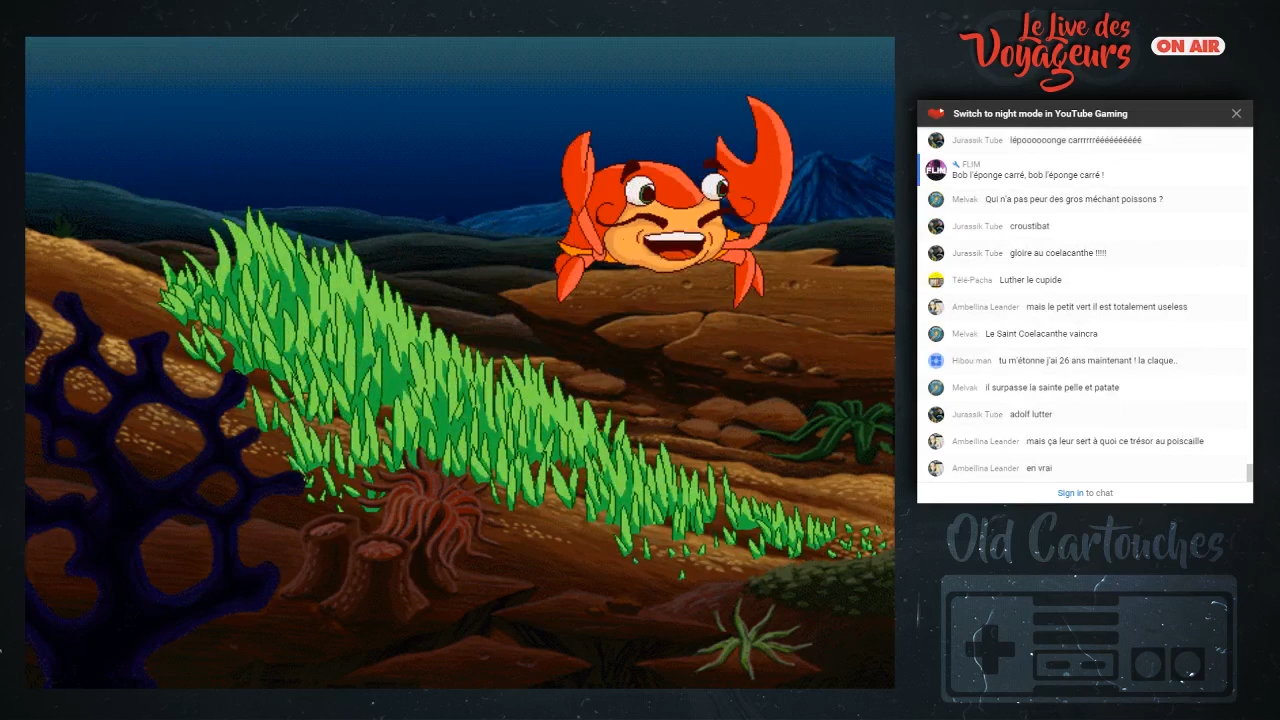 Le Live des
Voyageurs
ON AIR
Switch to night mode in YouTube Gaming
Jurassik Tube lépoooooonge carrrrrréééééééééé
FLIM
Bob l'éponge carré, bob l'éponge carré !
Melvak Qui n'a pas peur des gros méchant poissons ?
Jurassik Tube croustibat
Jurassik Tube gloire au coelacanthe !!!!!
Télé-Pacha Luther le cupide
Ambellina Leander mais le petit vert il est totalement useless
Melvak Le Saint Coelacanthe vaincra
Hibou man tu m'étonne j'ai 26 ans maintenant ! la claque..
Melvak il surpasse la sainte pelle et patate
Jurassik Tube adolf lutter
Ambellina Leander mais ça leur sert à quoi ce trésor au poiscaille
Ambellina Leander en vrai
Sign in to chat
Old Cartouches